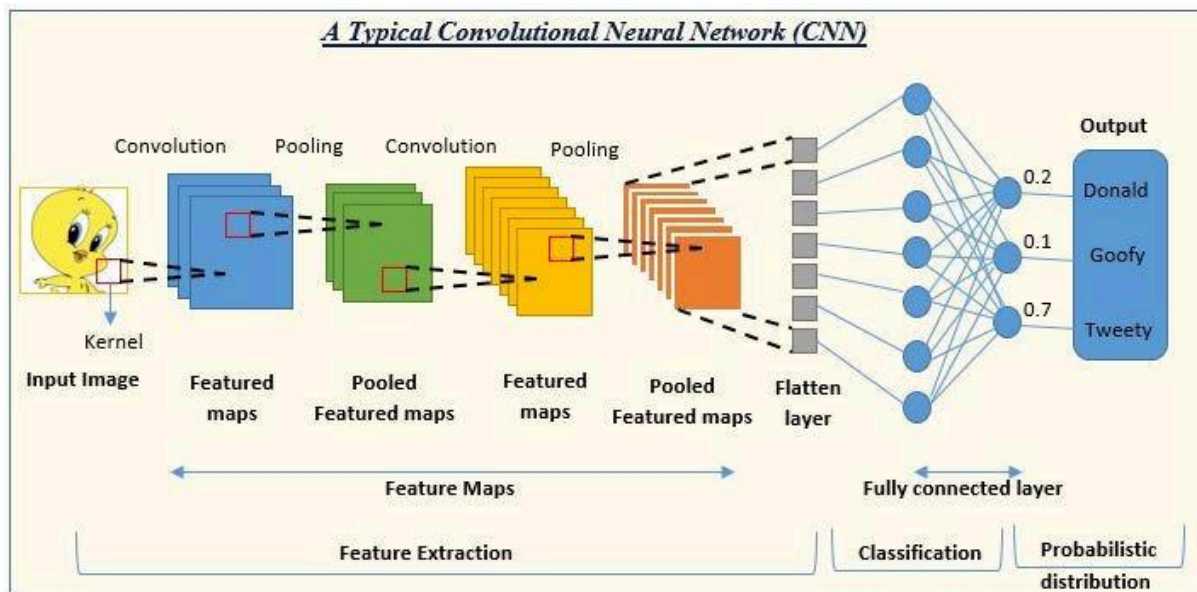 A Typical Convolutional Neural Network (CNN)
Convolution
Pooling
Convolution
Pooling
Output
0.2
Donald
0.1
Goofy
0.7
Tweety
Kernel
Input Image
Featured
maps
Pooled
Featured maps
Featured
maps
Pooled
Featured maps
Flatten
layer
Feature Maps
Fully connected layer
Feature Extraction
Classification
Probabilistic
distribution